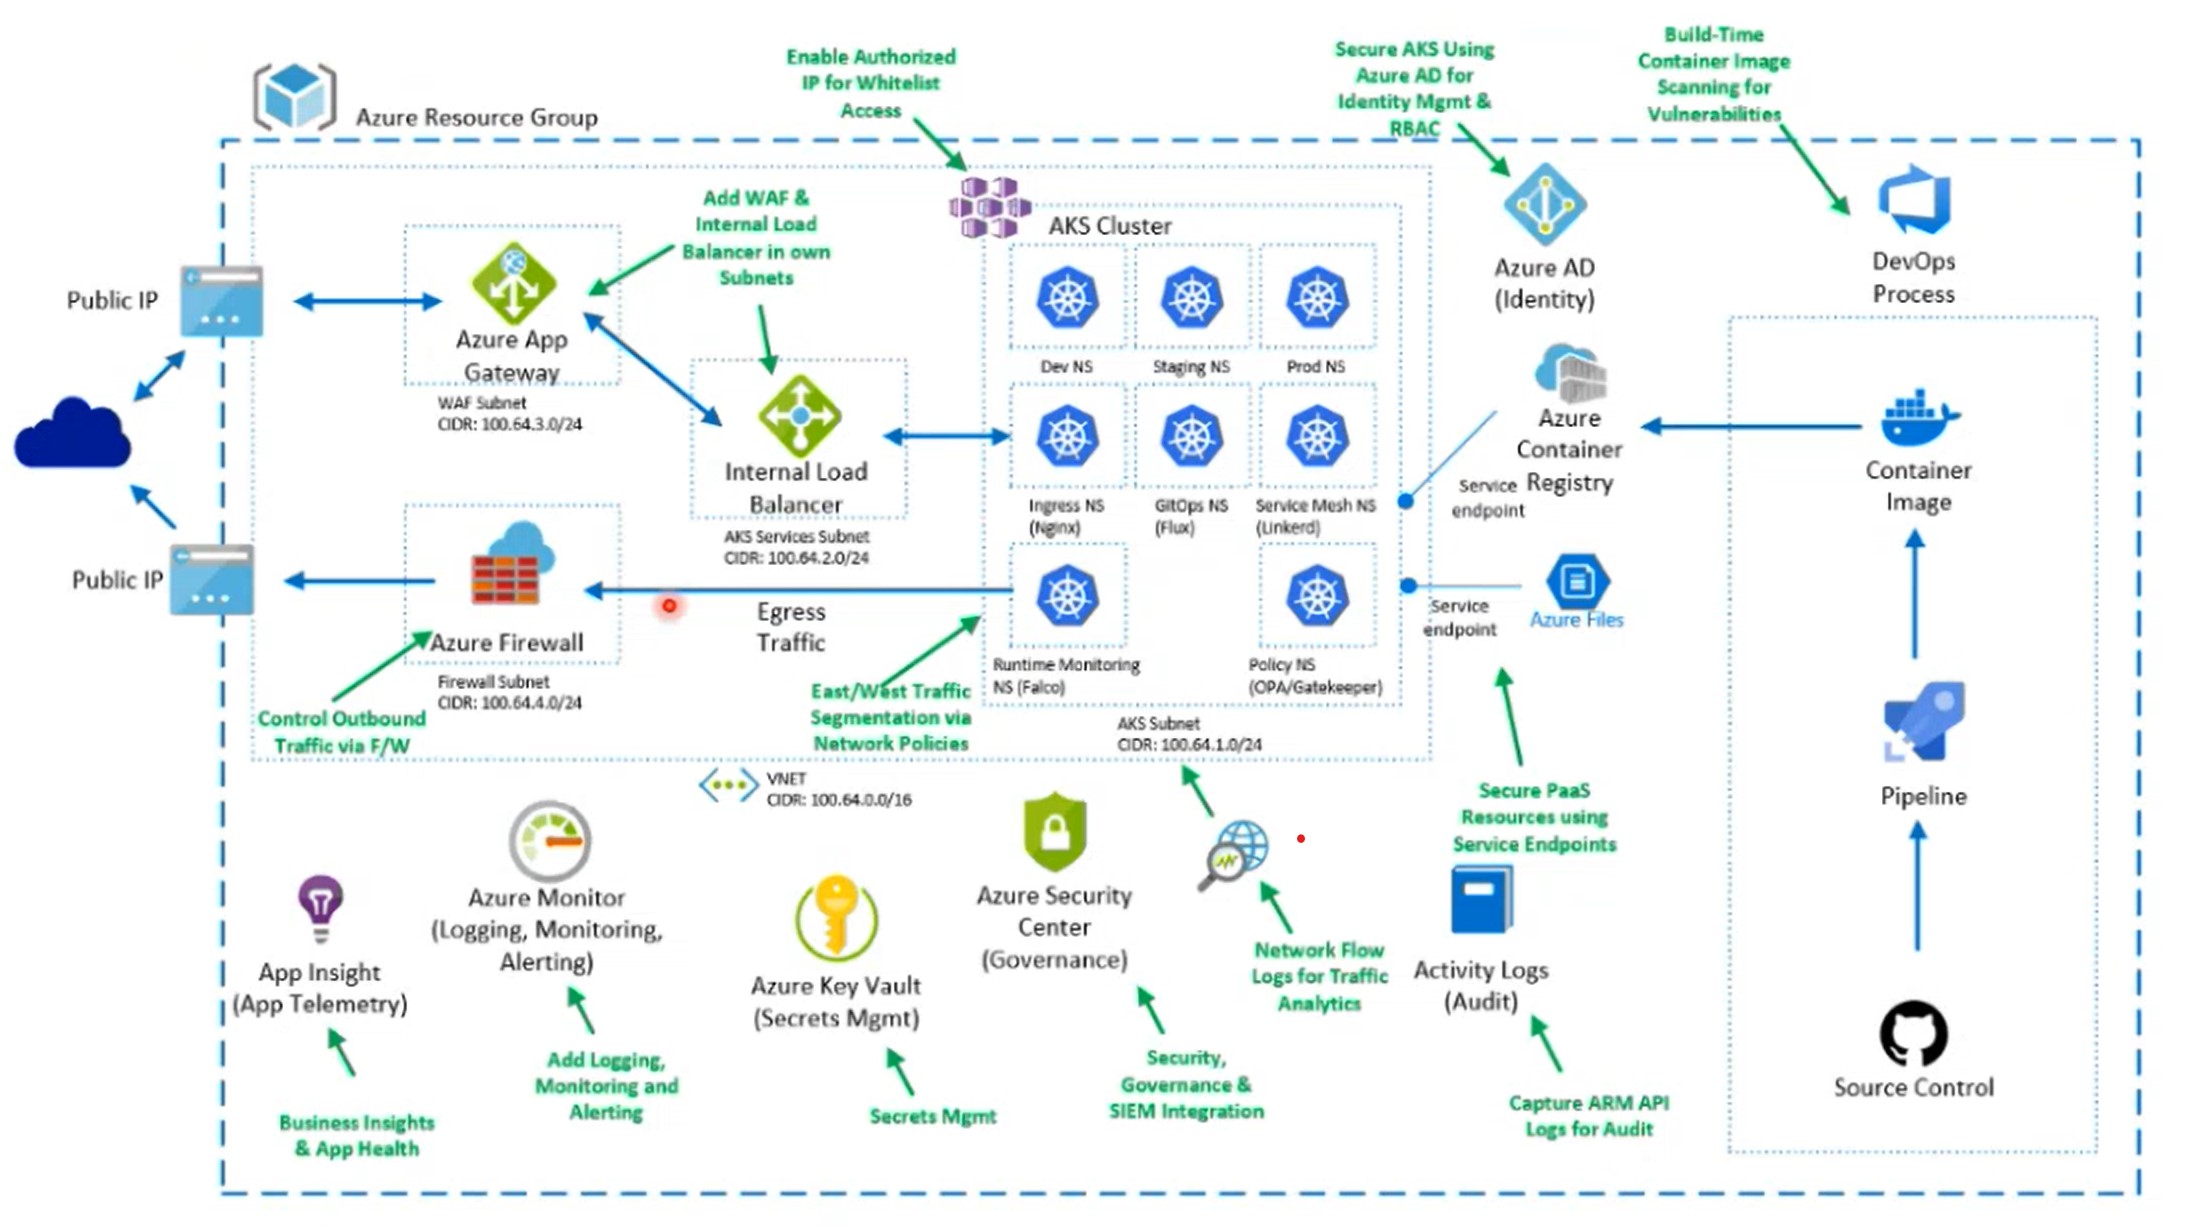 Enable Authorized
IP for Whitelist
Access
Secure AKS Using
Azure AD for
Identity Mgmt &
RBAC
Build-Time
Container Image
Scanning for
Vulnerabilities
Azure Resource Group
Add WAF &
Internal Load
Balancer in own
Subnets
AKS Cluster
Public IP
Azure App
Gateway
WAF Subnet
CIDR: 100.64.3.0/24
Internal Load
Balancer
AKS Services Subnet
CIDR: 100.64.2.0/24
Dev NS
Staging NS
Prod NS
Ingress NS
(Nginx)
GitOps NS
(Flux)
Service Mesh NS
(Linkerd)
Runtime Monitoring
NS (Falco)
Policy NS
(OPA/Gatekeeper)
AKS Subnet
CIDR: 100.64.1.0/24
Azure AD
(Identity)
DevOps
Process
Azure
Container
Registry
Service
endpoint
Container
Image
Azure Files
Service
endpoint
Public IP
Azure Firewall
Firewall Subnet
CIDR: 100.64.4.0/24
Egress
Traffic
Control Outbound
Traffic via F/W
East/West Traffic
Segmentation via
Network Policies
VNET
CIDR: 100.64.0.0/16
Secure PaaS
Resources using
Service Endpoints
Pipeline
App Insight
(App Telemetry)
Azure Monitor
(Logging, Monitoring,
Alerting)
Azure Key Vault
(Secrets Mgmt)
Azure Security
Center
(Governance)
Network Flow
Logs for Traffic
Analytics
Activity Logs
(Audit)
Source Control
Business Insights
& App Health
Add Logging,
Monitoring and
Alerting
Secrets Mgmt
Security,
Governance &
SIEM Integration
Capture ARM API
Logs for Audit